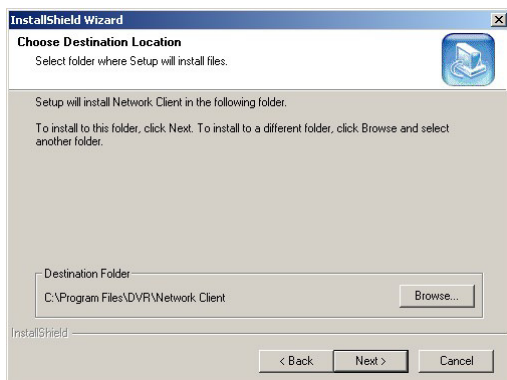 InstallShield Wizard
Choose Destination Location
Select folder where Setup will install files.
Setup will install Network Client in the following folder.
To install to this folder, click Next. To install to a different folder, click Browse and select
another folder.
Destination Folder
C:\Program Files\DVR\Network Client
Browse...
InstallShield
< Back
Next >
Cancel